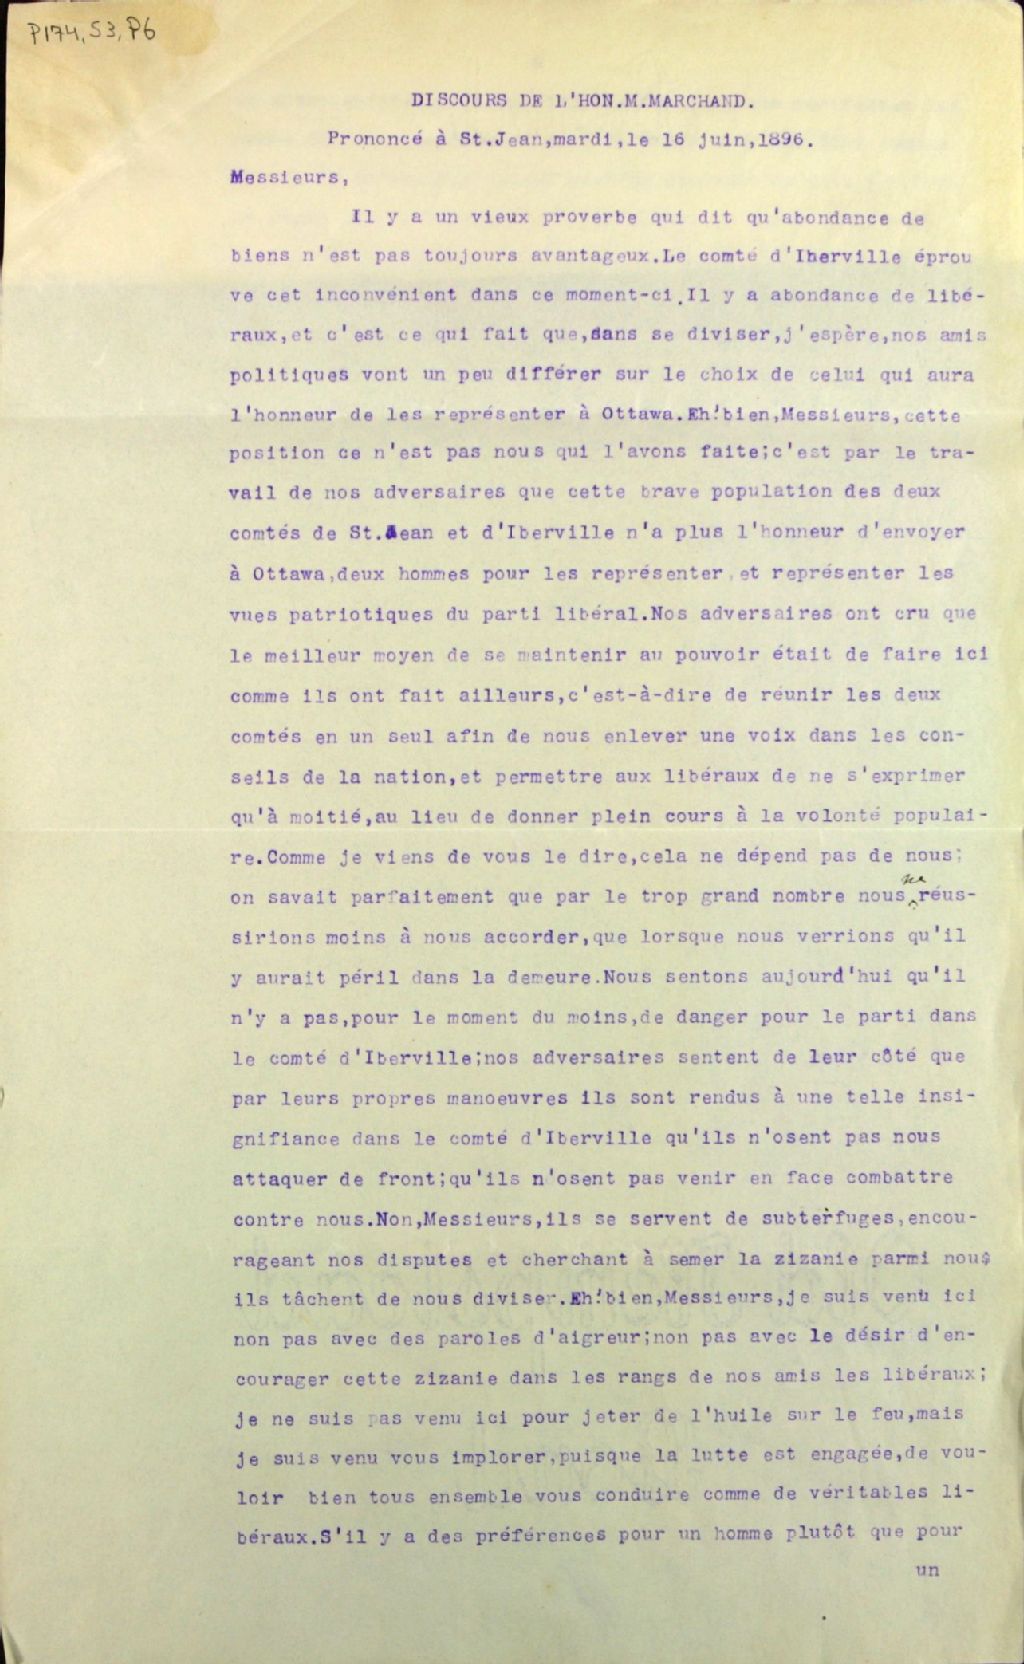 P174, S3, P6
DISCOURS DE L'HON.M.MARCHAND.
Prononcé à St.Jean,mardi,le 16 juin,1896.
Messieurs,
Il y a un vieux proverbe qui dit qu'abondance de
biens n'est pas toujours avantageux.Le comté d'Iberville éprou
ve cet inconvénient dans ce moment-ci.Il y a abondance de libé-
raux,et c'est ce qui fait que,sans se diviser,j'espère,nos amis
politiques vont un peu différer sur le choix de celui qui aura
l'honneur de les représenter à Ottawa.Eh!bien,Messieurs,cette
position ce n'est pas nous qui l'avons faite;c'est par le tra-
vail de nos adversaires que cette brave population des deux
comtés de St.Jean et d'Iberville n'a plus l'honneur d'envoyer
à Ottawa,deux hommes pour les représenter,et représenter les
vues patriotiques du parti libéral.Nos adversaires ont cru que
le meilleur moyen de se maintenir au pouvoir était de faire ici
comme ils ont fait ailleurs,c'est-à-dire de réunir les deux
comtés en un seul afin de nous enlever une voix dans les con-
seils de la nation,et permettre aux libéraux de ne s'exprimer
qu'à moitié,au lieu de donner plein cours à la volonté populai-
re.Comme je viens de vous le dire,cela ne dépend pas de nous;
on savait parfaitement que par le trop grand nombre nous ne réus-
sirions moins à nous accorder,que lorsque nous verrions qu'il
y aurait péril dans la demeure.Nous sentons aujourd'hui qu'il
n'y a pas,pour le moment du moins,de danger pour le parti dans
le comté d'Iberville;nos adversaires sentent de leur côté que
par leurs propres manoeuvres ils sont rendus à une telle insi-
gnifiance dans le comté d'Iberville qu'ils n'osent pas nous
attaquer de front;qu'ils n'osent pas venir en face combattre
contre nous.Non,Messieurs,ils se servent de subterfuges,encou-
rageant nos disputes et cherchant à semer la zizanie parmi nous
ils tâchent de nous diviser.Eh!bien,Messieurs,je suis venu ici
non pas avec des paroles d'aigreur;non pas avec le désir d'en-
courager cette zizanie dans les rangs de nos amis les libéraux;
je ne suis pas venu ici pour jeter de l'huile sur le feu,mais
je suis venu vous implorer,puisque la lutte est engagée,de vou-
loir bien tous ensemble vous conduire comme de véritables li-
béraux.S'il y a des préférences pour un homme plutôt que pour
un